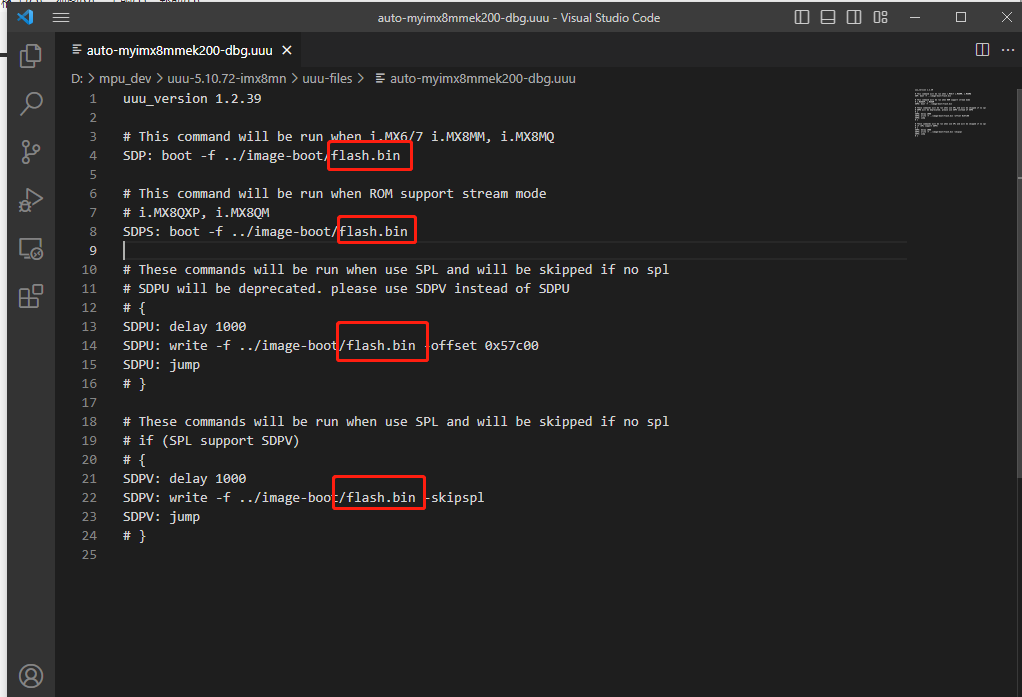 auto-myimx8mmek200-dbg.uuu - Visual Studio Code
auto-myimx8mmek200-dbg.uuu
D: > mpu_dev > uuu-5.10.72-imx8mn > uuu-files > auto-myimx8mmek200-dbg.uuu
1 uuu_version 1.2.39
2
3 # This command will be run when i.MX6/7 i.MX8MM, i.MX8MQ
4 SDP: boot -f ../image-boot/flash.bin
5
6 # This command will be run when ROM support stream mode
7 # i.MX8QXP, i.MX8QM
8 SDPS: boot -f ../image-boot/flash.bin
9
10 # These commands will be run when use SPL and will be skipped if no spl
11 # SDPU will be deprecated. please use SDPV instead of SDPU
12 # {
13 SDPU: delay 1000
14 SDPU: write -f ../image-boot/flash.bin -offset 0x57c00
15 SDPU: jump
16 # }
17
18 # These commands will be run when use SPL and will be skipped if no spl
19 # if (SPL support SDPV)
20 # {
21 SDPV: delay 1000
22 SDPV: write -f ../image-boot/flash.bin -skipspl
23 SDPV: jump
24 # }
25